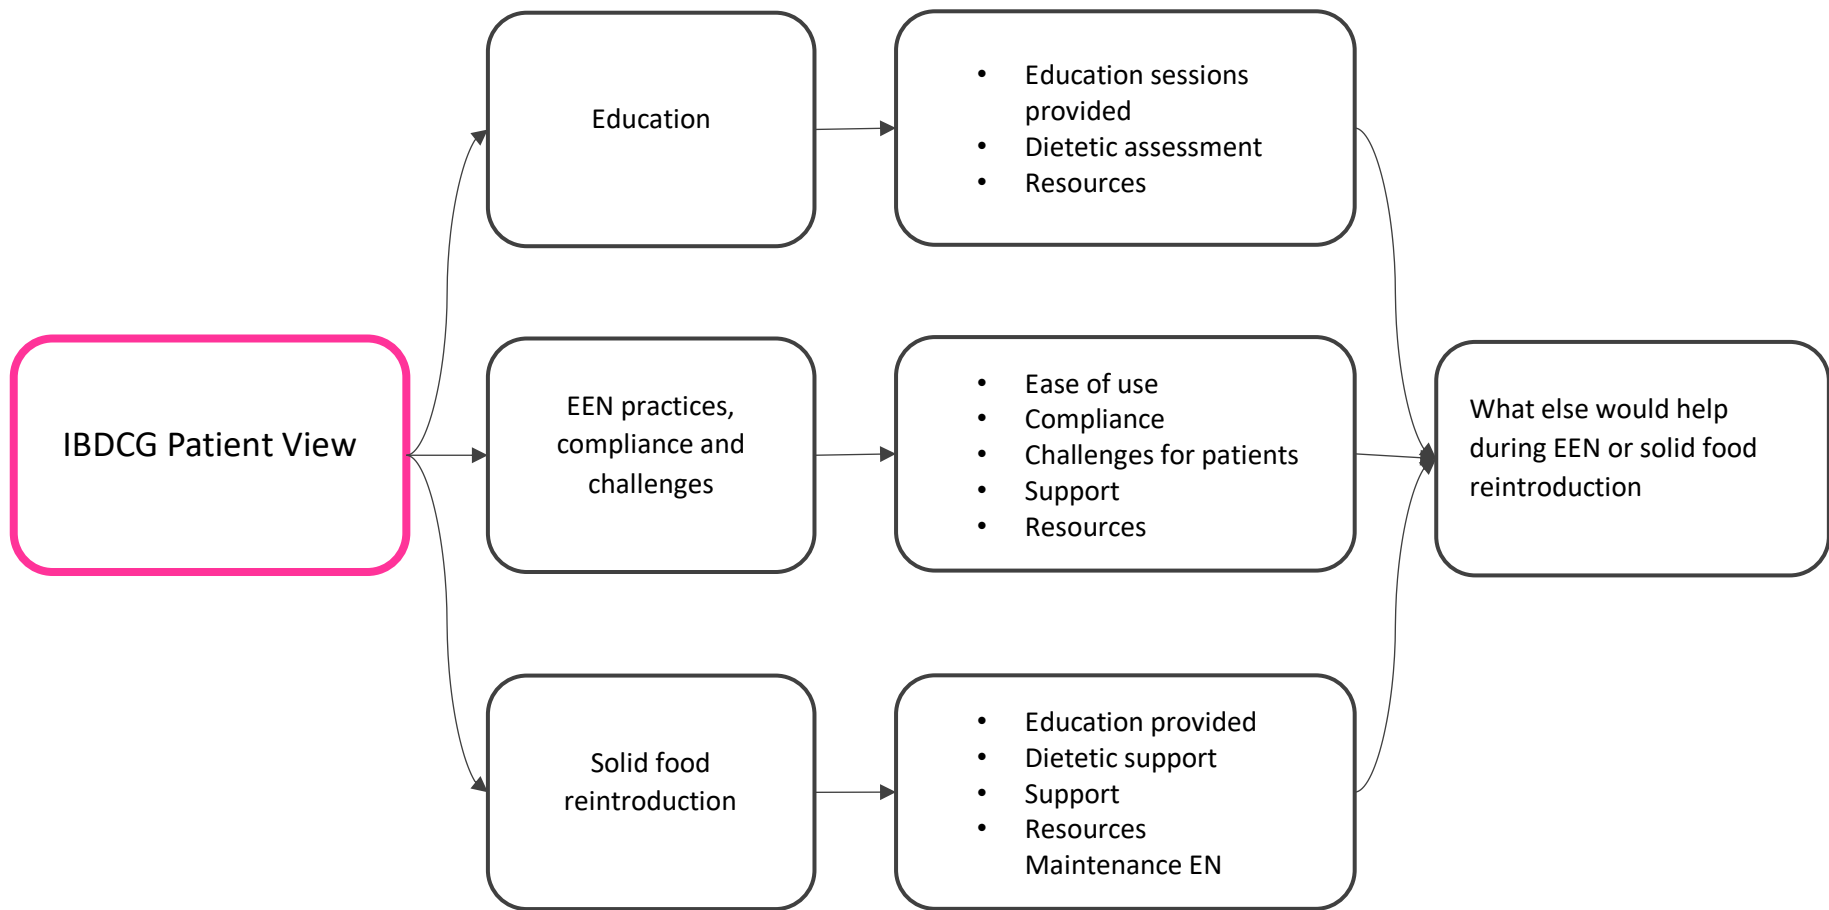 IBDCG Patient View
Education
• Education sessions
provided
• Dietetic assessment
• Resources
EEN practices,
compliance and
challenges
• Ease of use
• Compliance
• Challenges for patients
• Support
• Resources
Solid food
reintroduction
• Education provided
• Dietetic support
• Support
• Resources
Maintenance EN
What else would help
during EEN or solid food
reintroduction